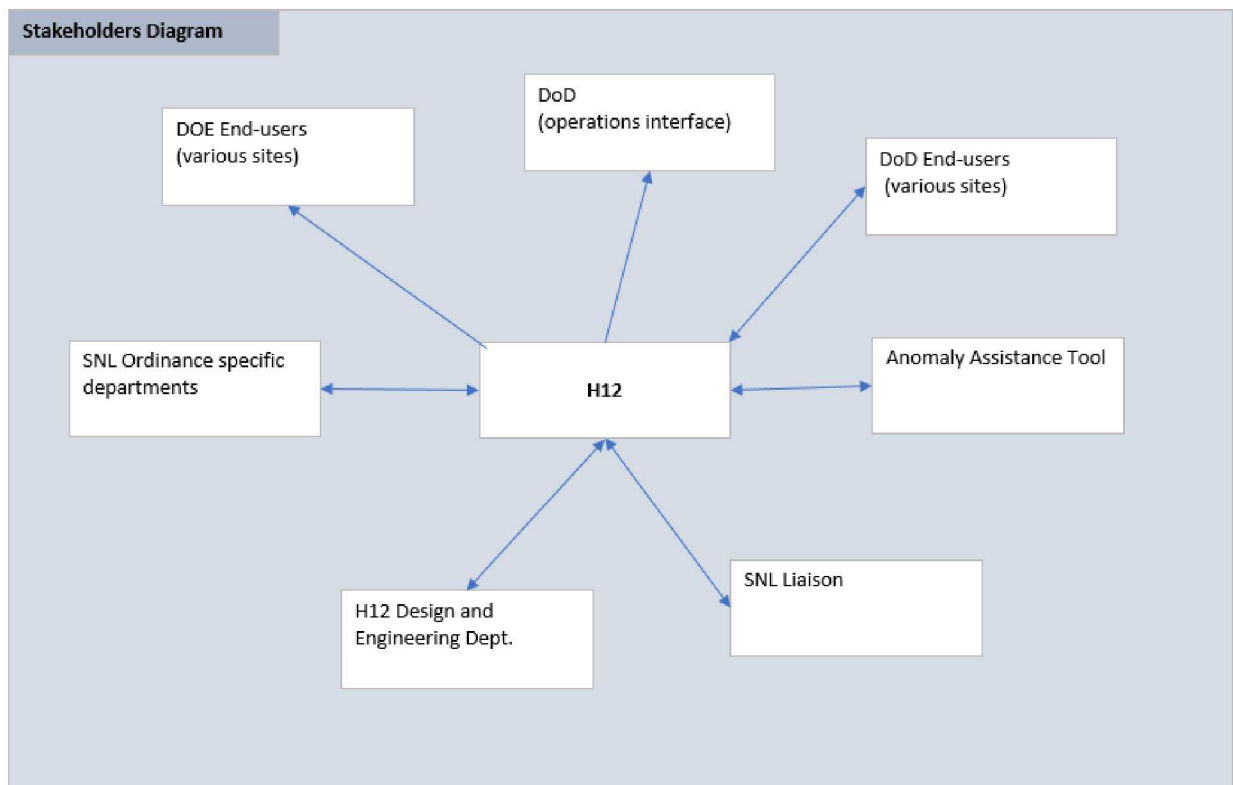 Stakeholders Diagram
DOE End-users
(various sites)
DoD
(operations interface)
DoD End-users
(various sites)
SNL Ordinance specific
departments
H12
Anomaly Assistance Tool
H12 Design and
Engineering Dept.
SNL Liaison